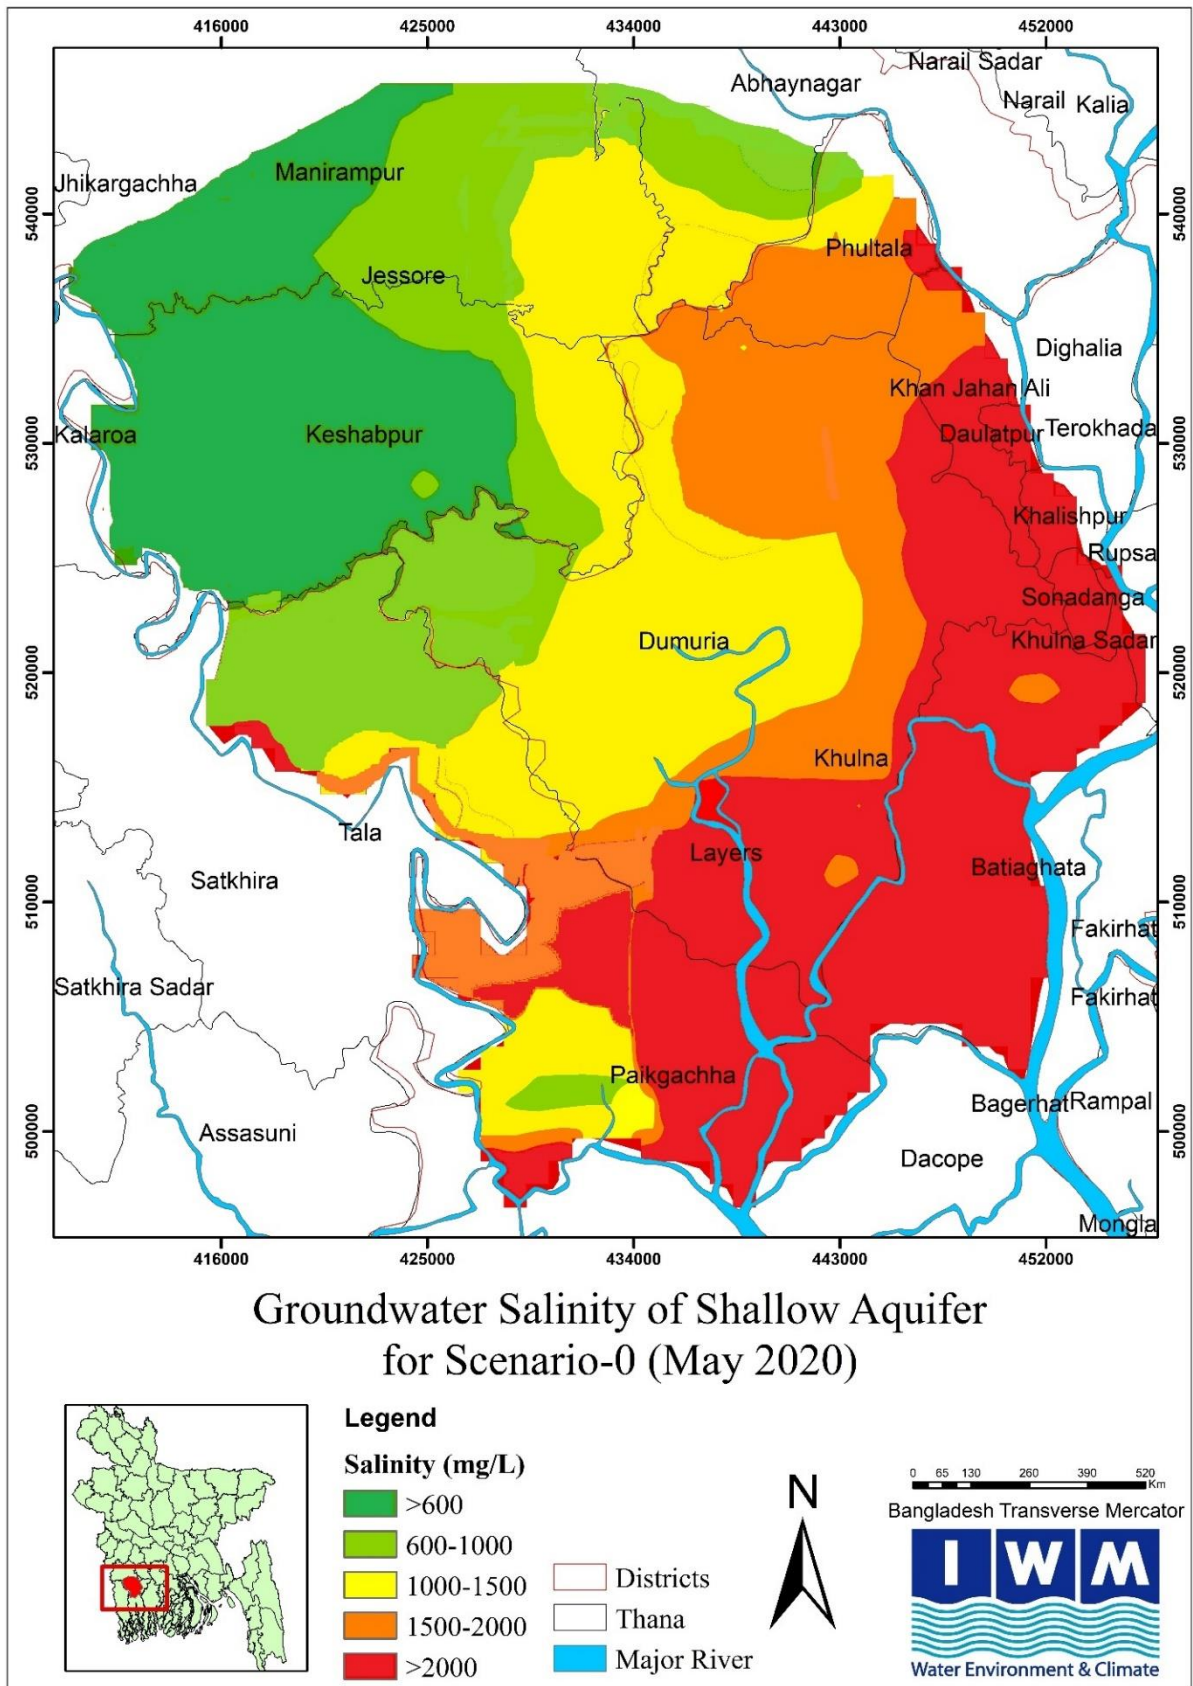 416000 425000 434000 443000 452000
Narail Sadar
Abhaynagar
Narail Kalia
Manirampur
Jhikargachha
540000 540000
Phultala
Jessore
Dighalia
Khan Jahan Ali
Kalaroa Keshabpur Daulatpur Terokhada
530000 530000
Khalishpur
Rupsa
Sonadanga
Dumuria Khulna Sadar
520000 520000
Khulna
Tala
Layers
Satkhira Batiaghata
510000 510000
Fakirhat
Satkhira Sadar Fakirhat
Paikgachha
Bagerhat Rampal
500000 500000
Assasuni
Dacope
Mongla
416000 425000 434000 443000 452000
Groundwater Salinity of Shallow Aquifer
for Scenario-0 (May 2020)
Legend
Salinity (mg/L)
>600
600-1000
1000-1500
1500-2000
>2000
Districts
Thana
Major River
N
0 65 130 260 390 520
Km
Bangladesh Transverse Mercator
IWM
Water Environment & Climate